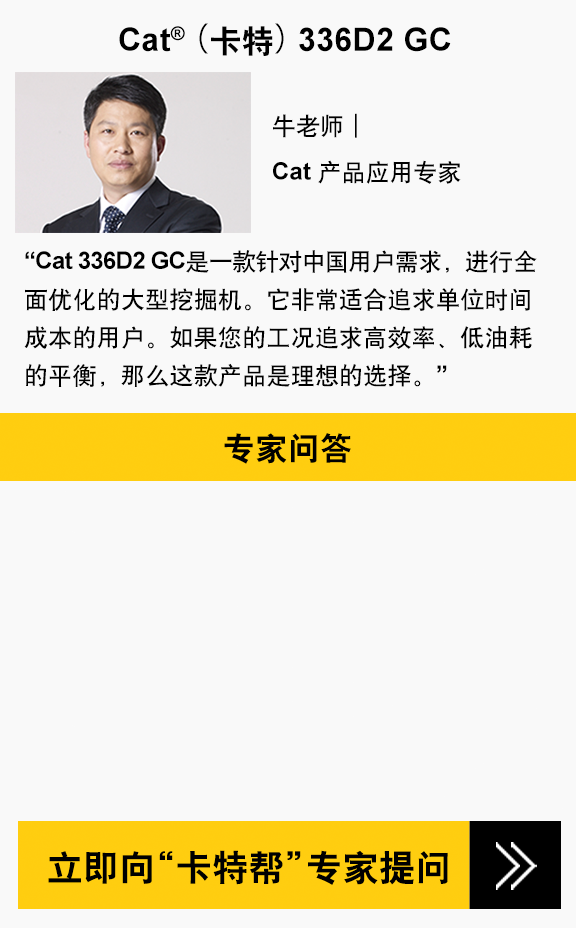 Cat®（卡特）336D2 GC
牛老师｜
Cat 产品应用专家
“Cat 336D2 GC是一款针对中国用户需求，进行全
面优化的大型挖掘机。它非常适合追求单位时间
成本的用户。如果您的工况追求高效率、低油耗
的平衡，那么这款产品是理想的选择。”
专家问答
立即向“卡特帮”专家提问